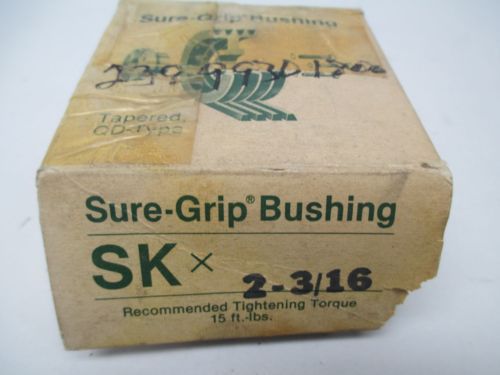 Sure-Grip Bushing
Tapered,
QD-Type
Sure-Grip® Bushing
SK × 2-3/16
Recommended Tightening Torque
15 ft.-lbs.